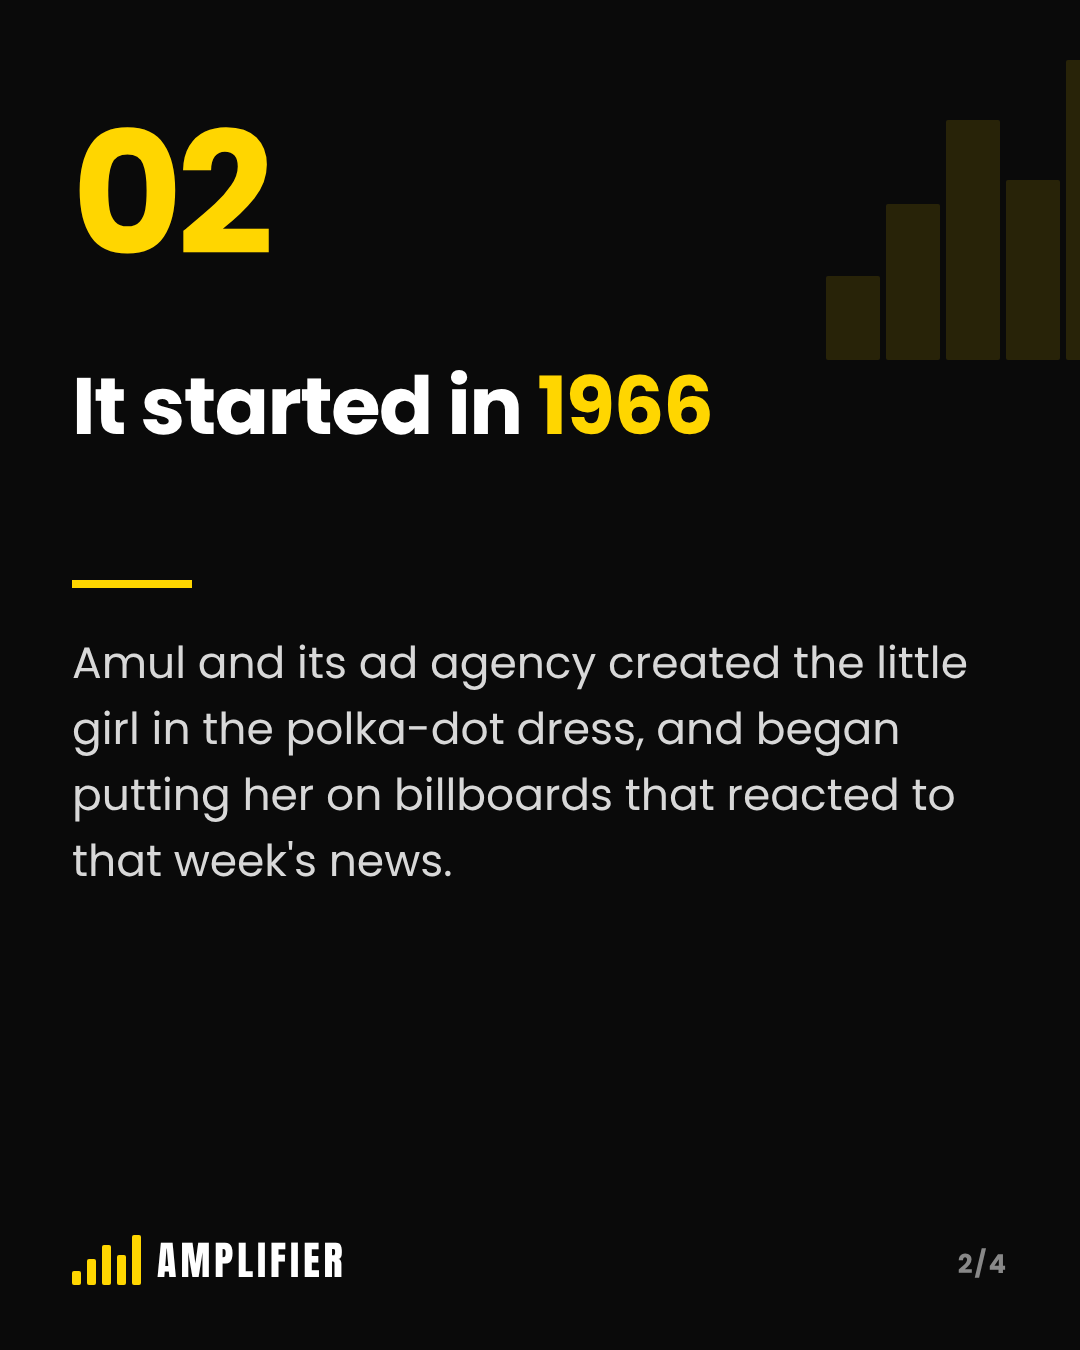 02
It started in 1966
Amul and its ad agency created the little
girl in the polka-dot dress, and began
putting her on billboards that reacted to
that week's news.
AMPLIFIER
2/4